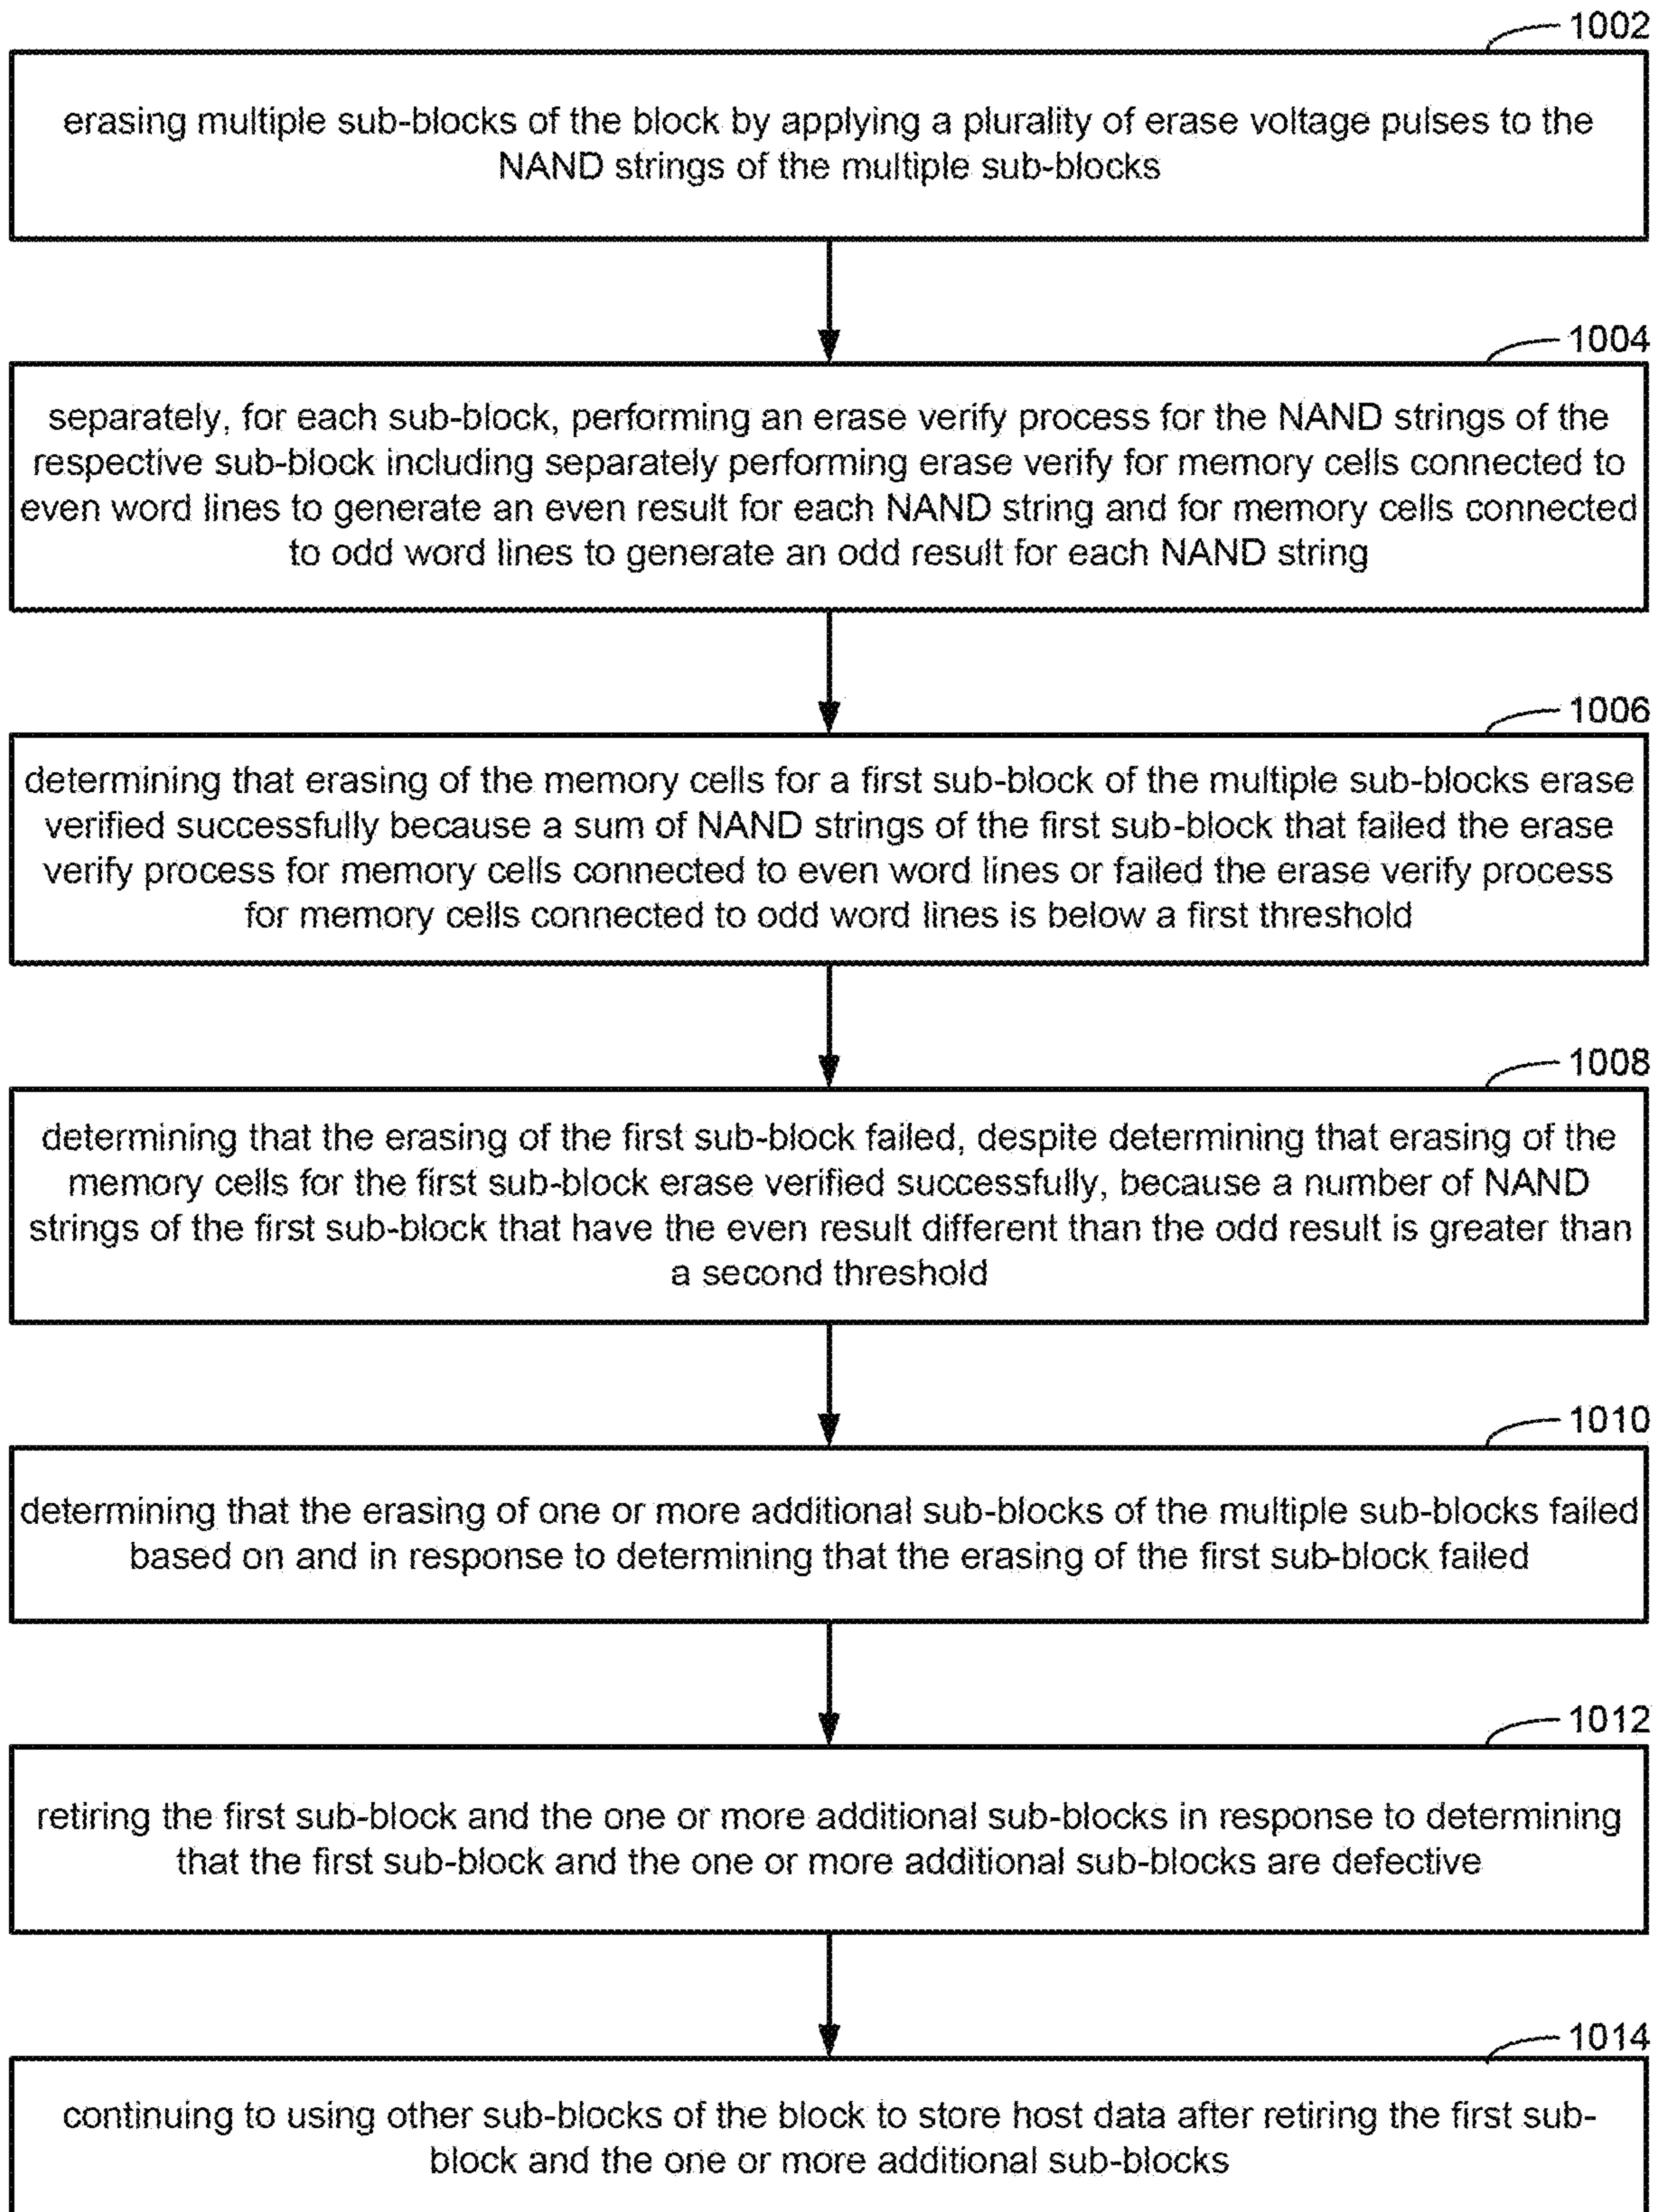 1002
erasing multiple sub-blocks of the block by applying a plurality of erase voltage pulses to the
NAND strings of the multiple sub-blocks
1004
separately, for each sub-block, performing an erase verify process for the NAND strings of the
respective sub-block including separately performing erase verify for memory cells connected to
even word lines to generate an even result for each NAND string and for memory cells connected
to odd word lines to generate an odd result for each NAND string
1006
determining that erasing of the memory cells for a first sub-block of the multiple sub-blocks erase
verified successfully because a sum of NAND strings of the first sub-block that failed the erase
verify process for memory cells connected to even word lines or failed the erase verify process
for memory cells connected to odd word lines is below a first threshold
1008
determining that the erasing of the first sub-block failed, despite determining that erasing of the
memory cells for the first sub-block erase verified successfully, because a number of NAND
strings of the first sub-block that have the even result different than the odd result is greater than
a second threshold
1010
determining that the erasing of one or more additional sub-blocks of the multiple sub-blocks failed
based on and in response to determining that the erasing of the first sub-block failed
1012
retiring the first sub-block and the one or more additional sub-blocks in response to determining
that the first sub-block and the one or more additional sub-blocks are defective
1014
continuing to using other sub-blocks of the block to store host data after retiring the first sub-
block and the one or more additional sub-blocks